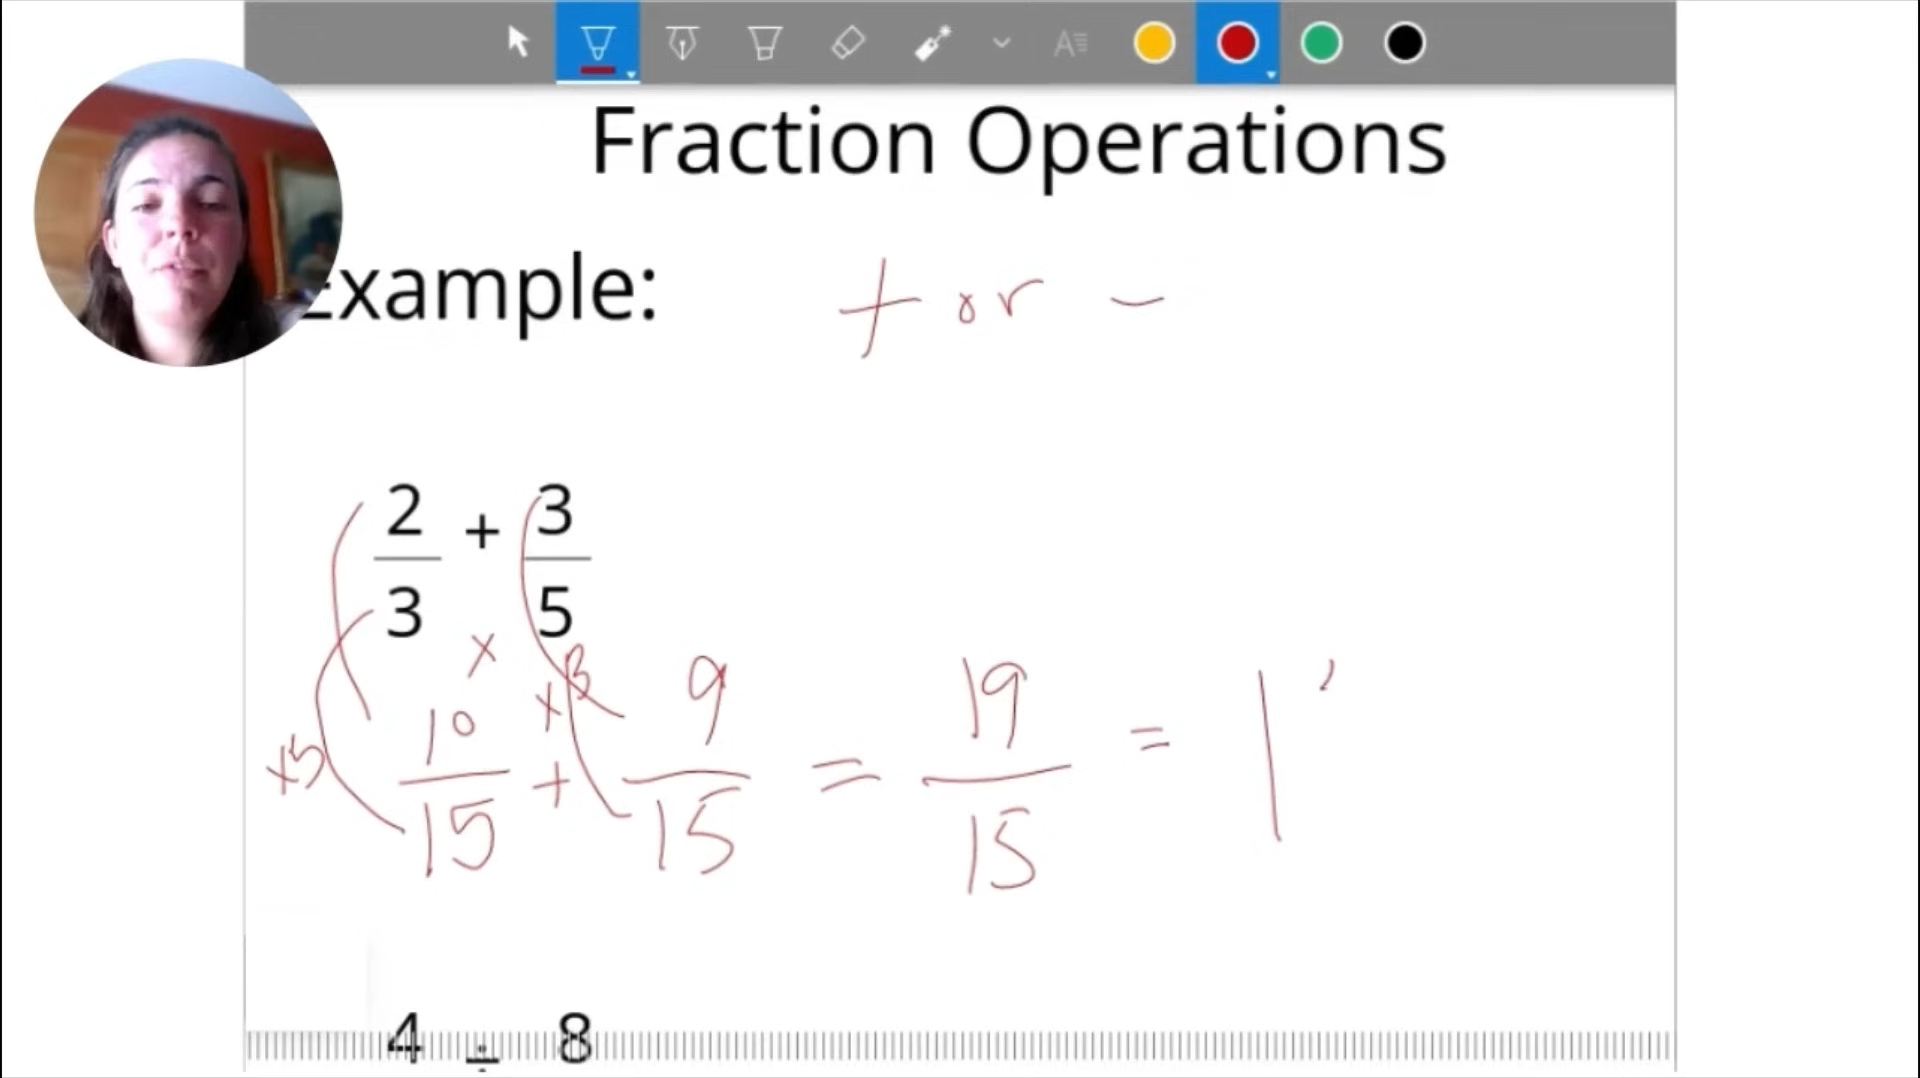 Fraction Operations
Example: + or -
2/3 + 3/5
×
×5 10/15 + ×3 9/15 = 19/15 = 1
4 ÷ 8